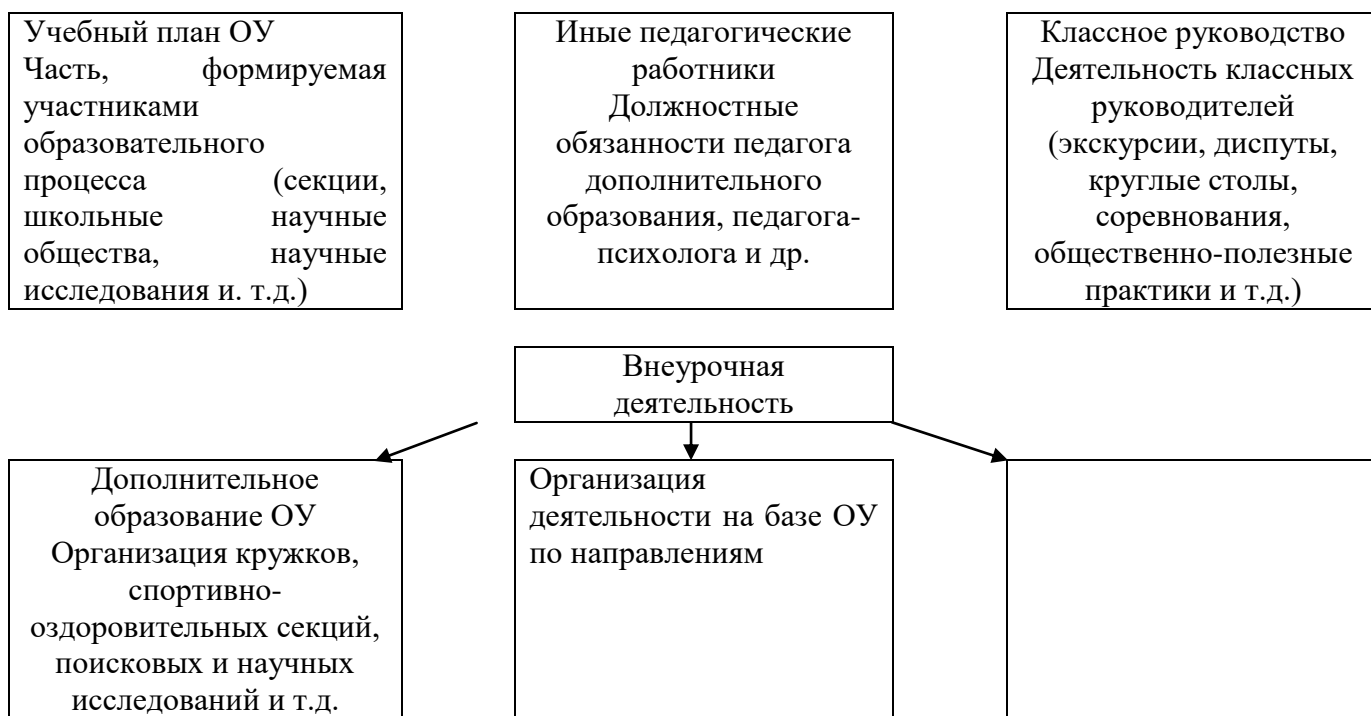 Учебный план ОУ
Часть, формируемая
участниками
образовательного
процесса (секции,
школьные научные
общества, научные
исследования и. т.д.)
Иные педагогические
работники
Должностные
обязанности педагога
дополнительного
образования, педагога-
психолога и др.
Классное руководство
Деятельность классных
руководителей
(экскурсии, диспуты,
круглые столы,
соревнования,
общественно-полезные
практики и т.д.)
Внеурочная
деятельность
Дополнительное
образование ОУ
Организация кружков,
спортивно-
оздоровительных секций,
поисковых и научных
исследований и т.д.
Организация
деятельности на базе ОУ
по направлениям